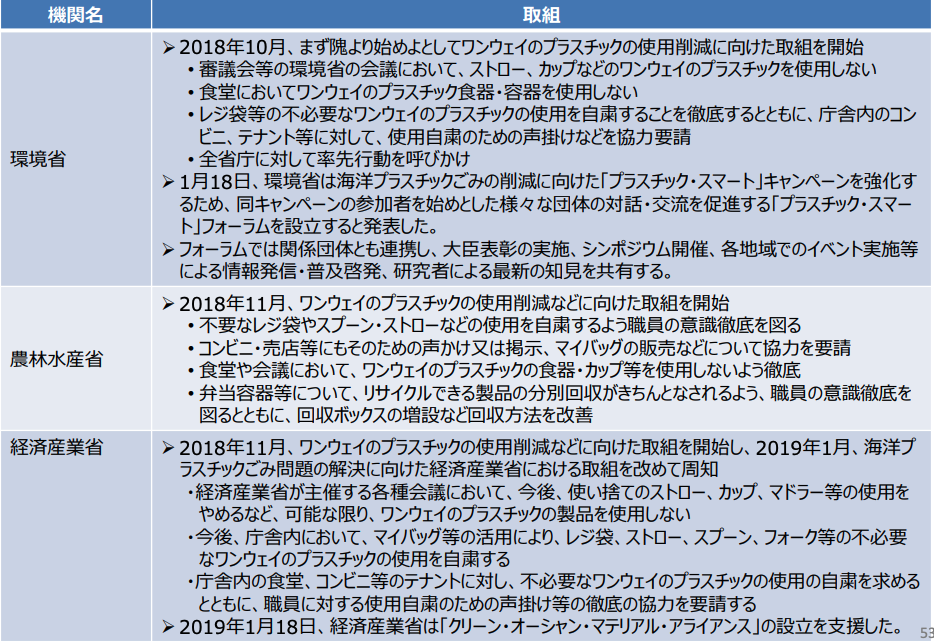 機関名
取組
環境省
➢2018年10月、まず隗より始めよとしてワンウェイのプラスチックの使用削減に向けた取組を開始
・審議会等の環境省の会議において、ストロー、カップなどのワンウェイのプラスチックを使用しない
・食堂においてワンウェイのプラスチック食器・容器を使用しない
・レジ袋等の不必要なワンウェイのプラスチックの使用を自粛することを徹底するとともに、庁舎内のコン
ビニ、テナント等に対して、使用自粛のための声掛けなどを協力要請
・全省庁に対して率先行動を呼びかけ
➢1月18日、環境省は海洋プラスチックごみの削減に向けた「プラスチック・スマート」キャンペーンを強化す
るため、同キャンペーンの参加者を始めとした様々な団体の対話・交流を促進する「プラスチック・スマー
ト」フォーラムを設立すると発表した。
➢フォーラムでは関係団体とも連携し、大臣表彰の実施、シンポジウム開催、各地域でのイベント実施等
による情報発信・普及啓発、研究者による最新の知見を共有する。
農林水産省
➢2018年11月、ワンウェイのプラスチックの使用削減などに向けた取組を開始
・不要なレジ袋やスプーン・ストローなどの使用を自粛するよう職員の意識徹底を図る
・コンビニ・売店等にもそのための声かけ又は掲示、マイバッグの販売などについて協力を要請
・食堂や会議において、ワンウェイのプラスチックの食器・カップ等を使用しないよう徹底
・弁当容器等について、リサイクルできる製品の分別回収がきちんとなされるよう、職員の意識徹底を
図るとともに、回収ボックスの増設など回収方法を改善
経済産業省
➢2018年11月、ワンウェイのプラスチックの使用削減などに向けた取組を開始し、2019年1月、海洋プ
ラスチックごみ問題の解決に向けた経済産業省における取組を改めて周知
・経済産業省が主催する各種会議において、今後、使い捨てのストロー、カップ、マドラー等の使用を
やめるなど、可能な限り、ワンウェイのプラスチックの製品を使用しない
・今後、庁舎内において、マイバッグ等の活用により、レジ袋、ストロー、スプーン、フォーク等の不必要
なワンウェイのプラスチックの使用を自粛する
・庁舎内の食堂、コンビニ等のテナントに対し、不必要なワンウェイのプラスチックの使用の自粛を求める
とともに、職員に対する使用自粛のための声掛け等の徹底の協力を要請する
➢2019年1月18日、経済産業省は「クリーン・オーシャン・マテリアル・アライアンス」の設立を支援した。
53